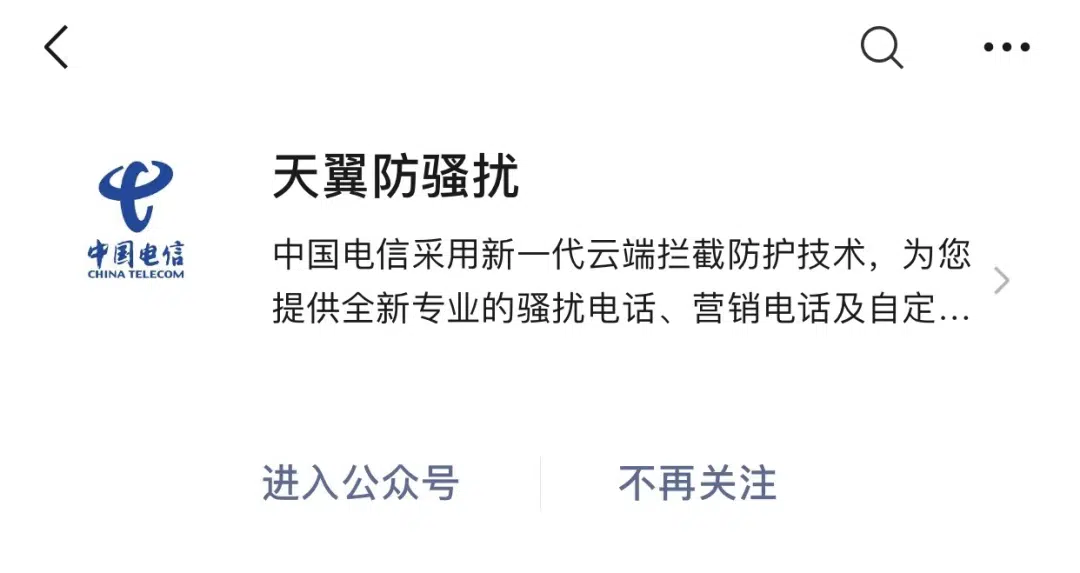 天翼防骚扰
中国电信
CHINA TELECOM
中国电信采用新一代云端拦截防护技术，为您
提供全新专业的骚扰电话、营销电话及自定...
进入公众号
不再关注